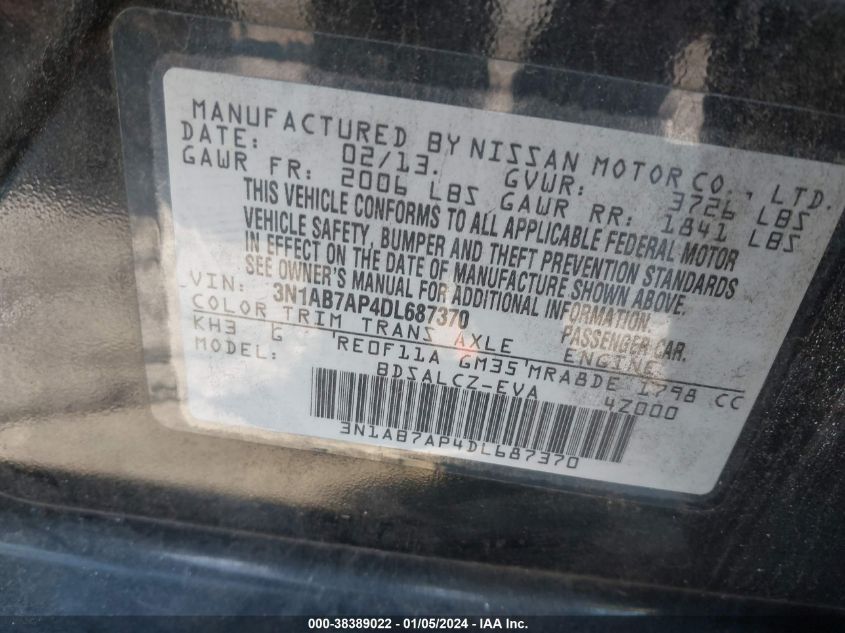 MANUFACTURED BY NISSAN MOTOR CO., LTD.
DATE: 02/13. GVWR: 3726 LBS
GAWR FR: 2006 LBS GAWR RR: 1841 LBS
THIS VEHICLE CONFORMS TO ALL APPLICABLE FEDERAL MOTOR
VEHICLE SAFETY, BUMPER AND THEFT PREVENTION STANDARDS
IN EFFECT ON THE DATE OF MANUFACTURE SHOWN ABOVE.
SEE OWNER'S MANUAL FOR ADDITIONAL INFORMATION.
VIN: 3N1AB7AP4DL687370 PASSENGER CAR.
COLOR TRIM TRANS AXLE ENGINE
KH3 G RE0F11A GM35 MRA8DE 1798 CC
MODEL: BDSALCZ-EVA 4Z000
3N1AB7AP4DL687370
000-38389022 - 01/05/2024 - IAA Inc.